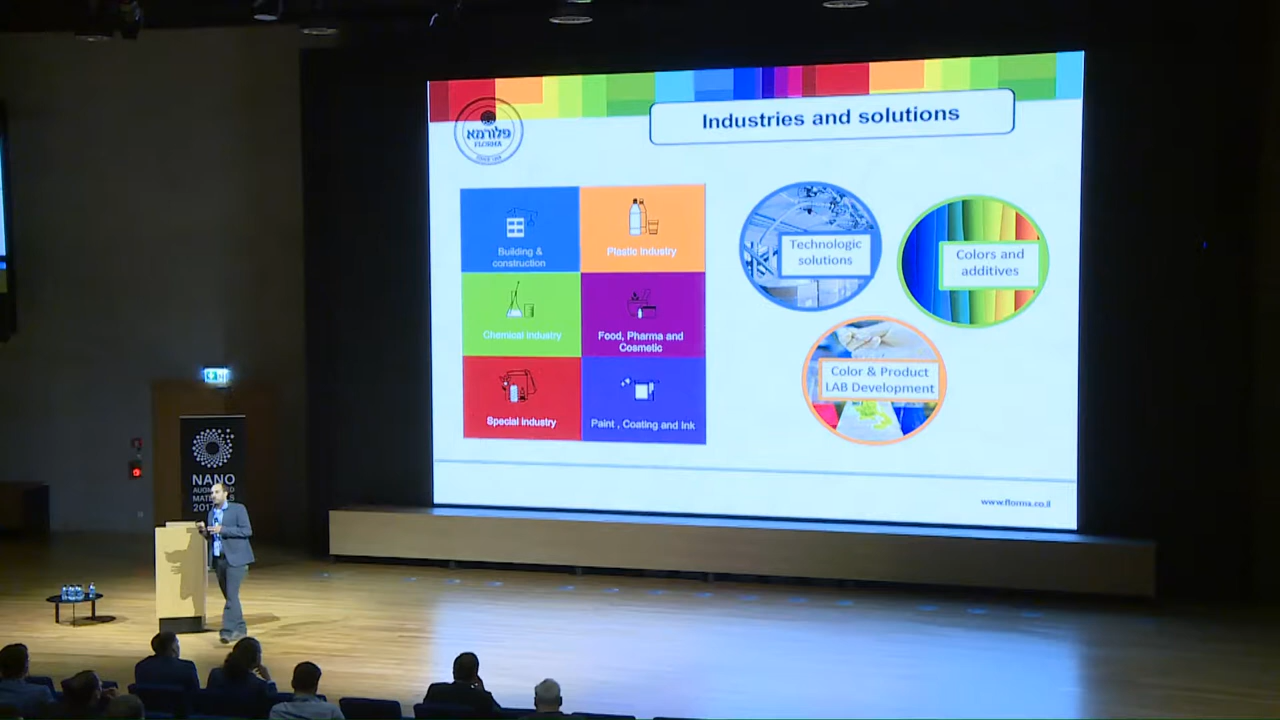 Industries and solutions
פלורמא
FLORMA
Building &
construction
Plastic industry
Chemical industry
Food, Pharma and
Cosmetic
Special industry
Paint , Coating and Ink
Technologic
solutions
Colors and
additives
Color & Product
LAB Development
www.florma.co.il
NANO